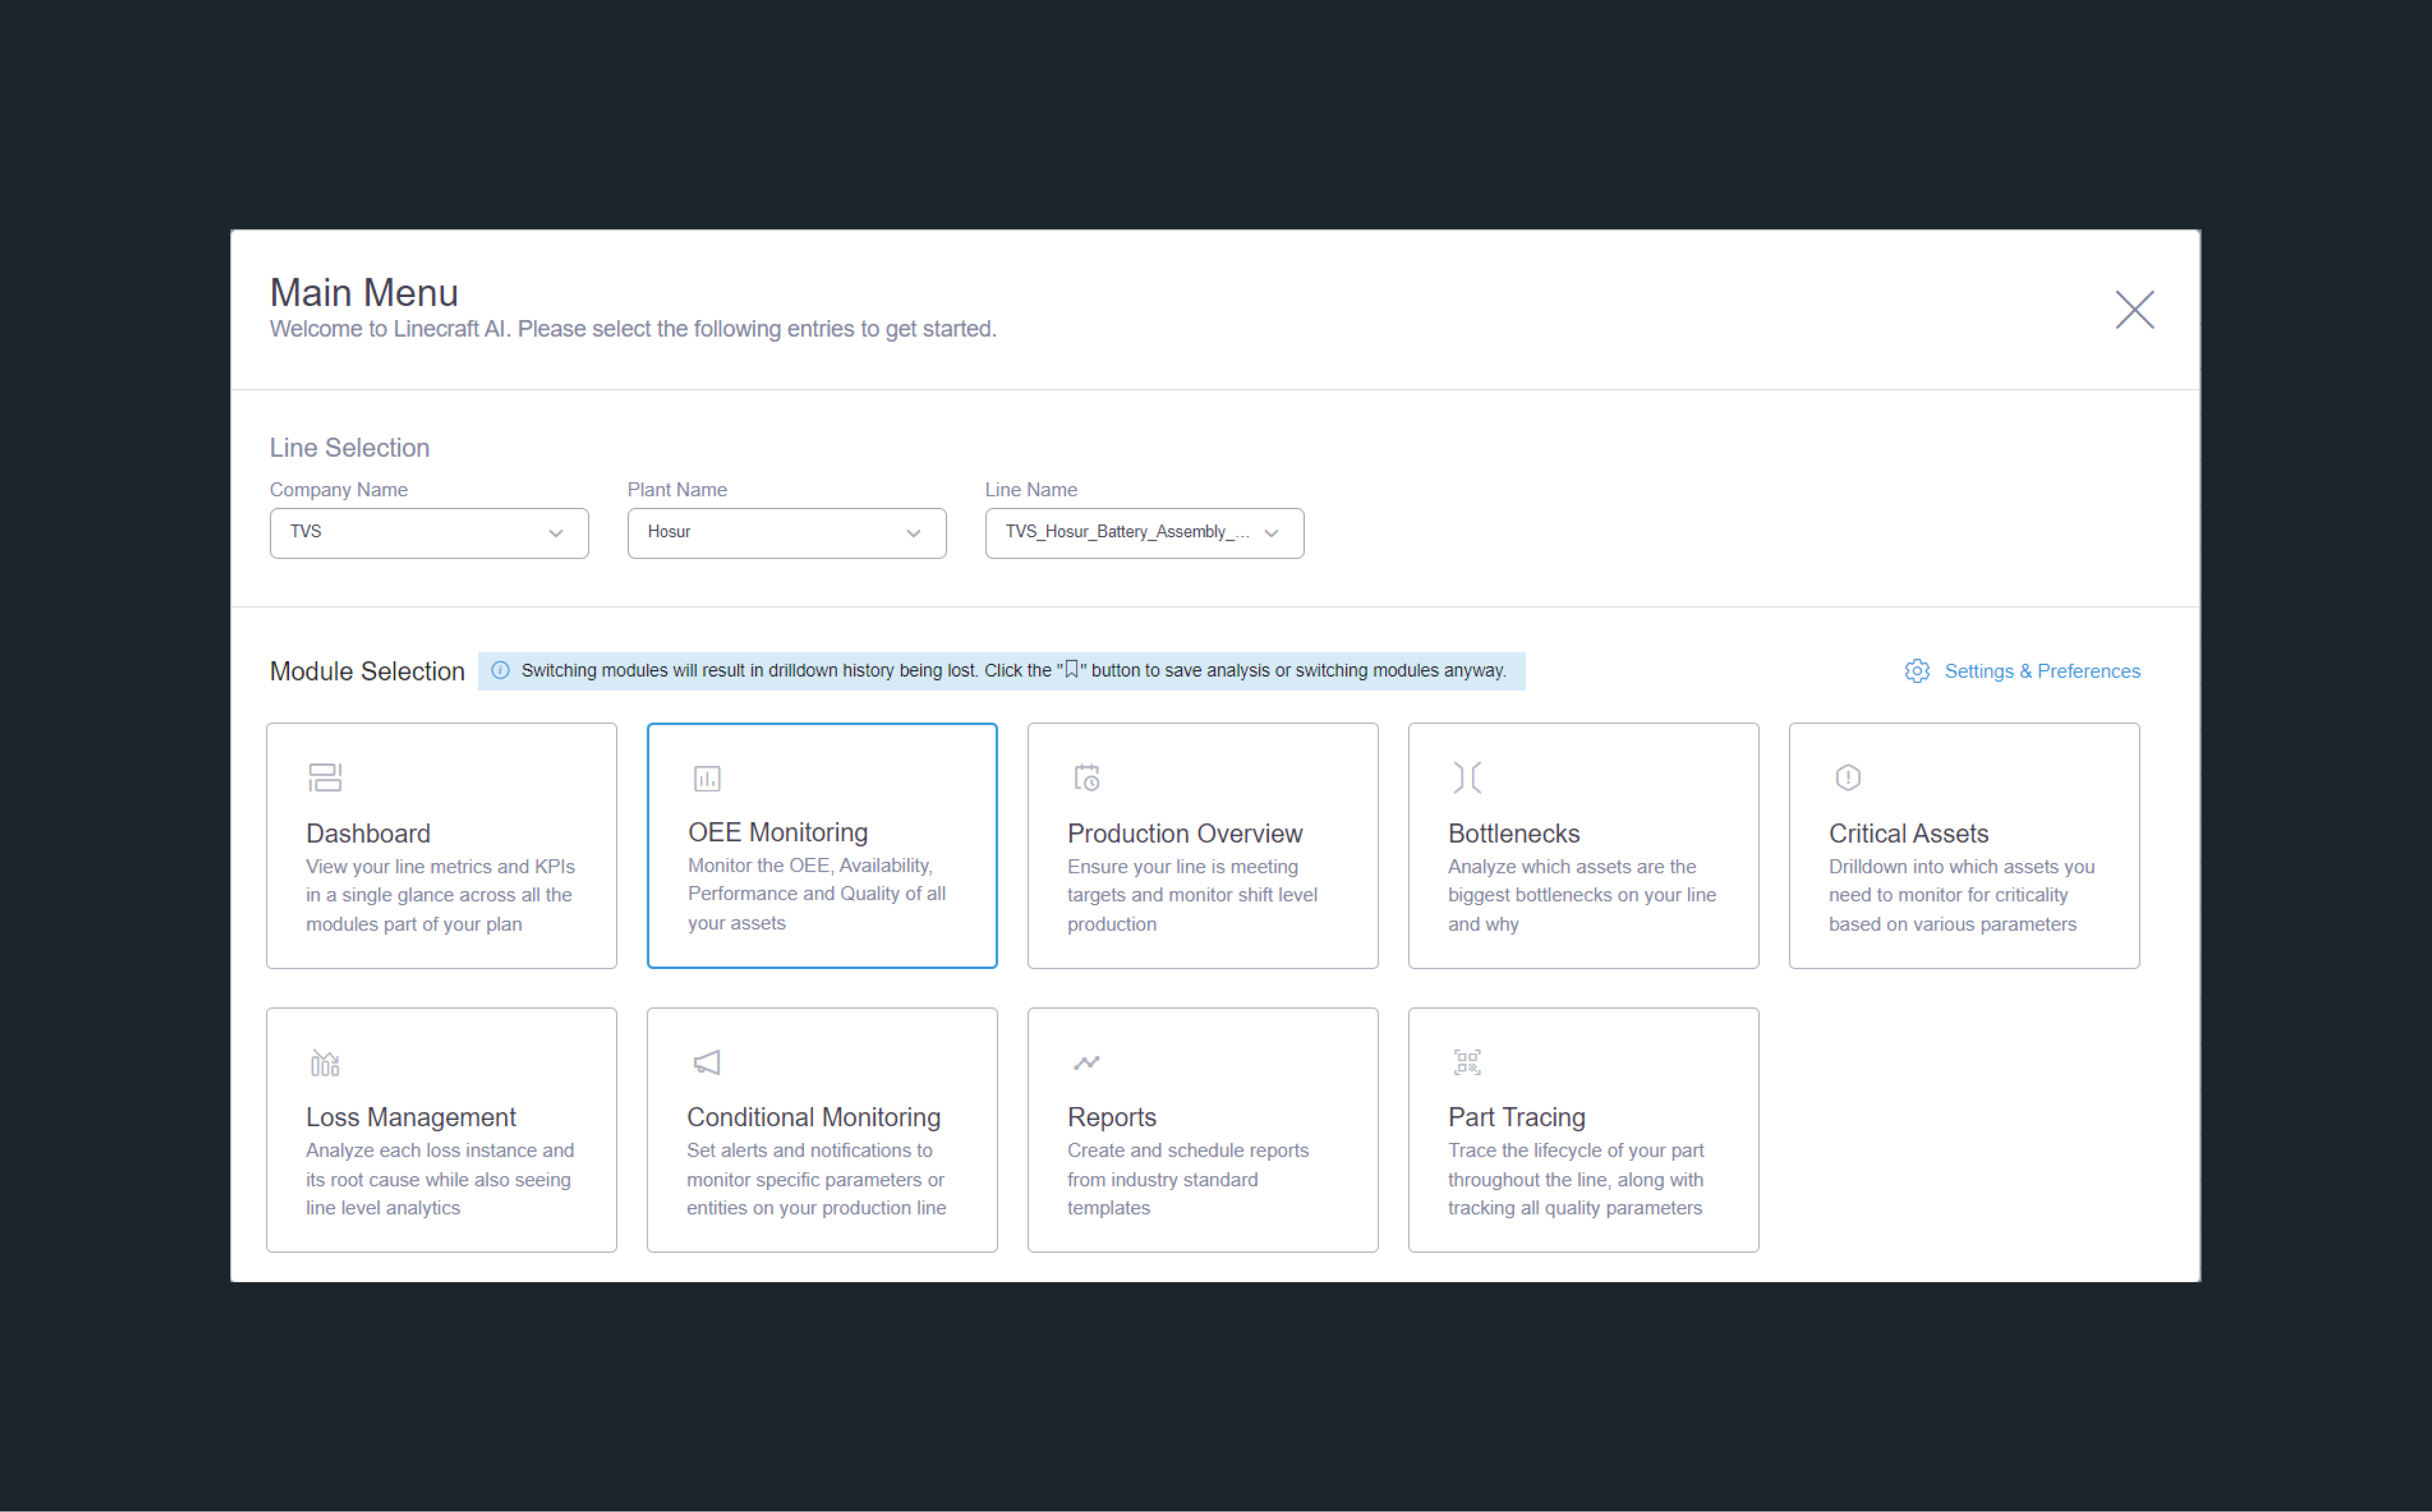 Main Menu
Welcome to Linecraft AI. Please select the following entries to get started.
Line Selection
Company Name
Plant Name
Line Name
TVS
Hosur
TVS_Hosur_Battery_Assembly_...
Module Selection
Switching modules will result in drilldown history being lost. Click the "" button to save analysis or switching modules anyway.
Settings & Preferences
Dashboard
View your line metrics and KPIs
in a single glance across all the
modules part of your plan
OEE Monitoring
Monitor the OEE, Availability,
Performance and Quality of all
your assets
Production Overview
Ensure your line is meeting
targets and monitor shift level
production
Bottlenecks
Analyze which assets are the
biggest bottlenecks on your line
and why
Critical Assets
Drilldown into which assets you
need to monitor for criticality
based on various parameters
Loss Management
Analyze each loss instance and
its root cause while also seeing
line level analytics
Conditional Monitoring
Set alerts and notifications to
monitor specific parameters or
entities on your production line
Reports
Create and schedule reports
from industry standard
templates
Part Tracing
Trace the lifecycle of your part
throughout the line, along with
tracking all quality parameters